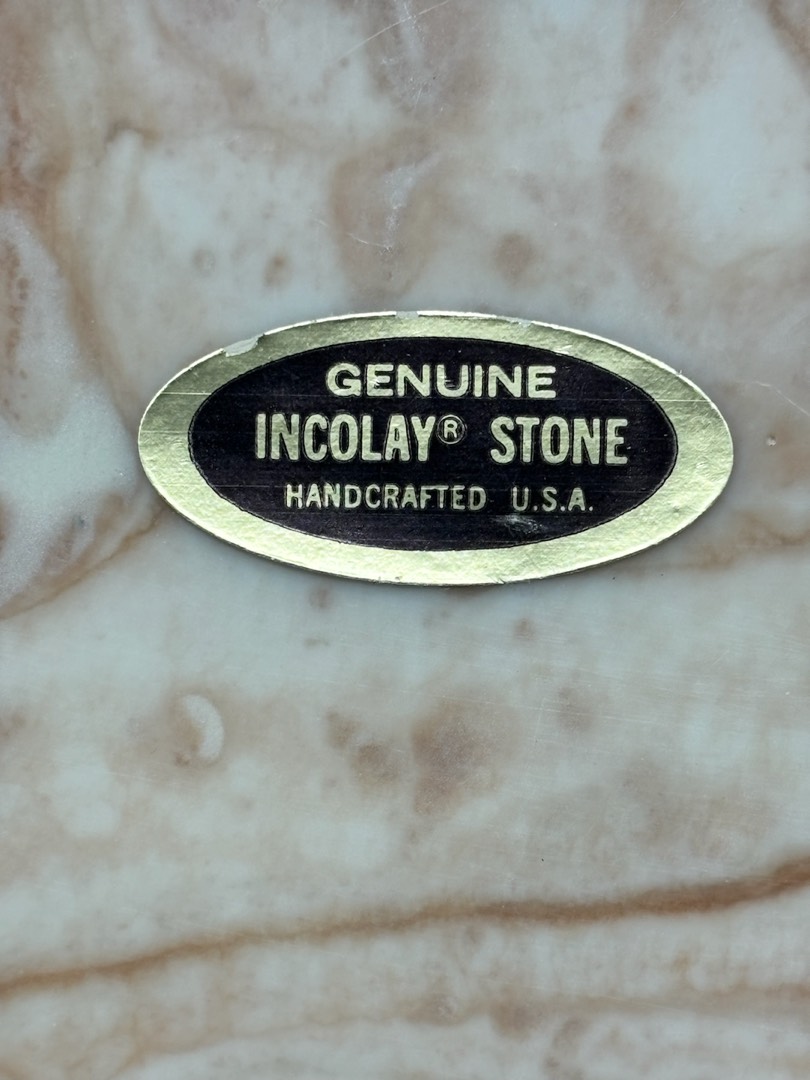 GENUINE
INCOLAY® STONE
HANDCRAFTED U.S.A.